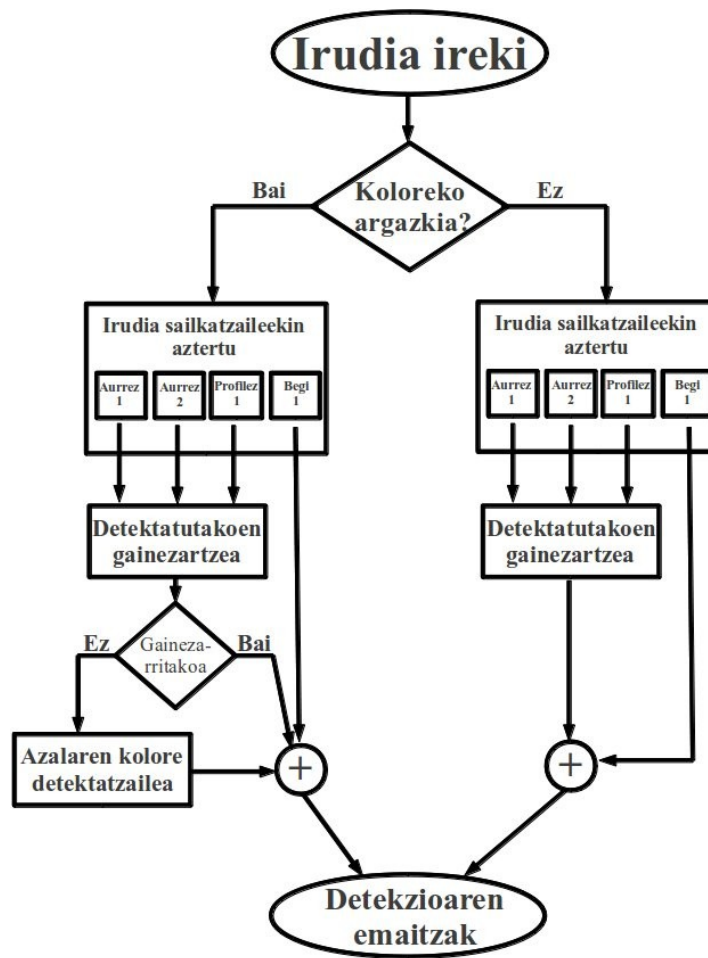 Irudia ireki
Koloreko
argazkia?
Bai
Ez
Irudia sailkatzaileekin
aztertu
Aurrez
1
Aurrez
2
Profilez
1
Begi
1
Irudia sailkatzaileekin
aztertu
Aurrez
1
Aurrez
2
Profilez
1
Begi
1
Detektatutakoen
gainezartzea
Detektatutakoen
gainezartzea
Ez
Gaineza-
rritakoa
Bai
Azalaren kolore
detektatzailea
+
+
Detekzioaren
emaitzak